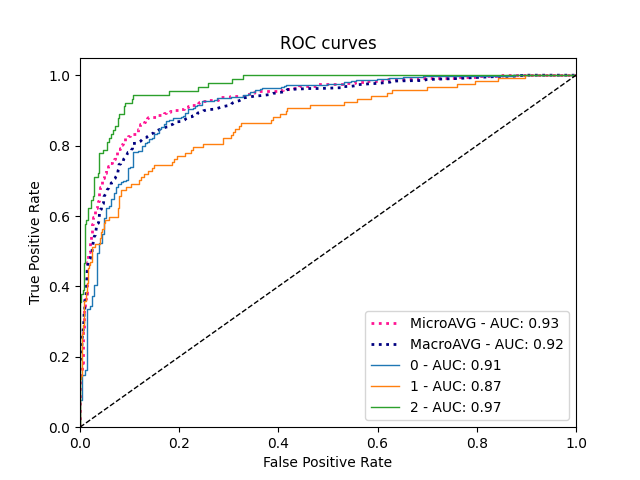 ROC curves
True Positive Rate
1.0
0.8
0.6
0.4
0.2
0.0
MicroAVG - AUC: 0.93
MacroAVG - AUC: 0.92
0 - AUC: 0.91
1 - AUC: 0.87
2 - AUC: 0.97
0.0 0.2 0.4 0.6 0.8 1.0
False Positive Rate